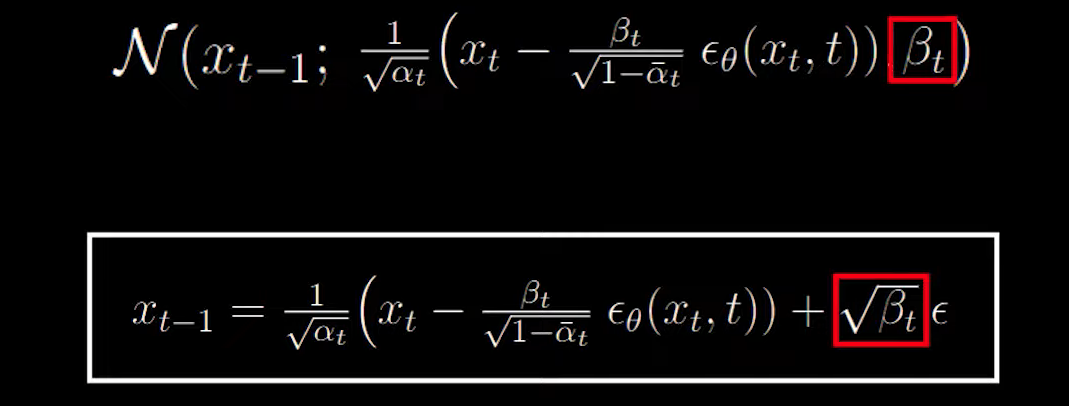 𝒩(x_{t−1}; 1/√α_t (x_t − β_t/√(1−ᾱ_t) ϵ_θ(x_t, t)) β_t)
x_{t−1} = 1/√α_t (x_t − β_t/√(1−ᾱ_t) ϵ_θ(x_t, t)) + √β_t ϵ